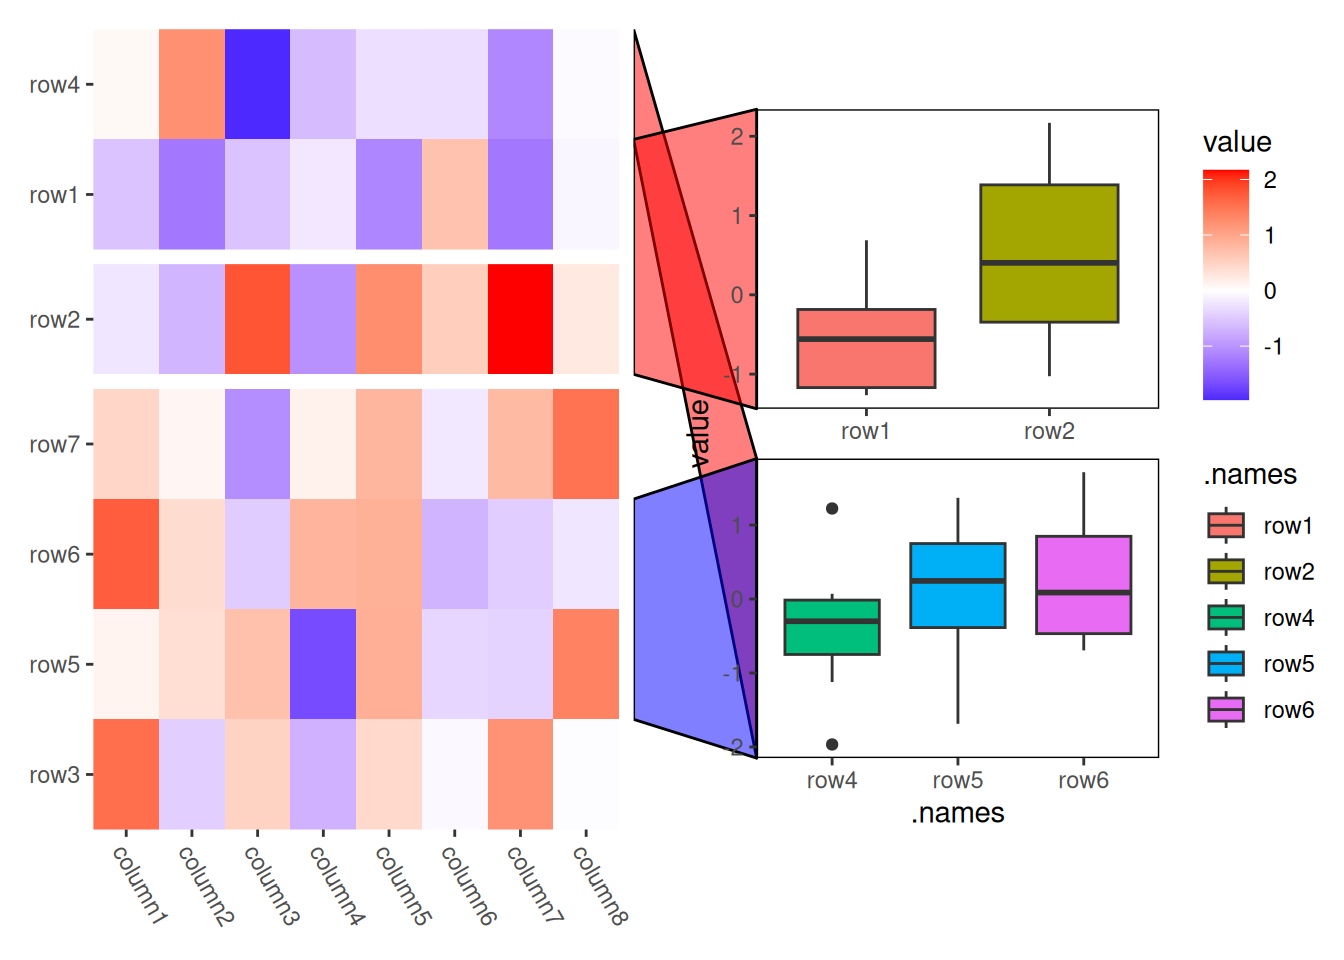 row4
row1
row2
row7
row6
row5
row3
column1
column2
column3
column4
column5
column6
column7
column8
value
2
1
0
-1
row1
row2
1
0
-1
-2
row4
row5
row6
.names
value
2
1
0
-1
.names
row1
row2
row4
row5
row6